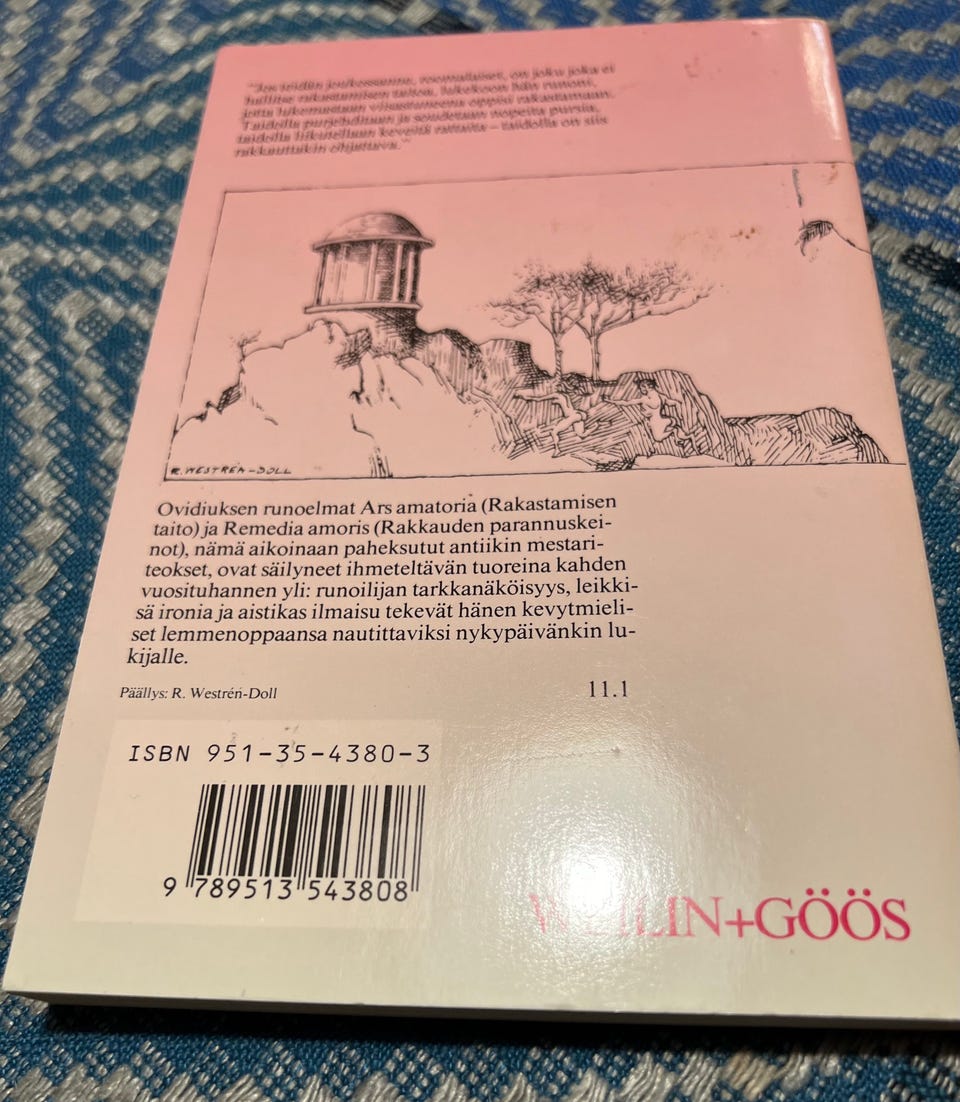 "Jos teidän joukossanne, roomalaiset, on joku joka ei
hallitse rakastamisen taitoa, lukekoon hän runoni,
jotta lukemastaan viisastuneena oppisi rakastamaan.
Taidolla purjehditaan ja soudetaan nopeita pursia,
taidolla liikutellaan keveitä rattaita – taidolla on siis
rakkauttakin ohjattava."
R. WESTRÉN-DOLL
Ovidiuksen runoelmat Ars amatoria (Rakastamisen
taito) ja Remedia amoris (Rakkauden parannuskei-
not), nämä aikoinaan paheksutut antiikin mestari-
teokset, ovat säilyneet ihmeteltävän tuoreina kahden
vuosituhannen yli: runoilijan tarkkanäköisyys, leikki-
sä ironia ja aistikas ilmaisu tekevät hänen kevytmieli-
set lemmenoppaansa nautittaviksi nykypäivänkin lu-
kijalle.
Päällys: R. Westrén-Doll
11.1
ISBN 951-35-4380-3
9 789513 543808
WEILIN+GÖÖS